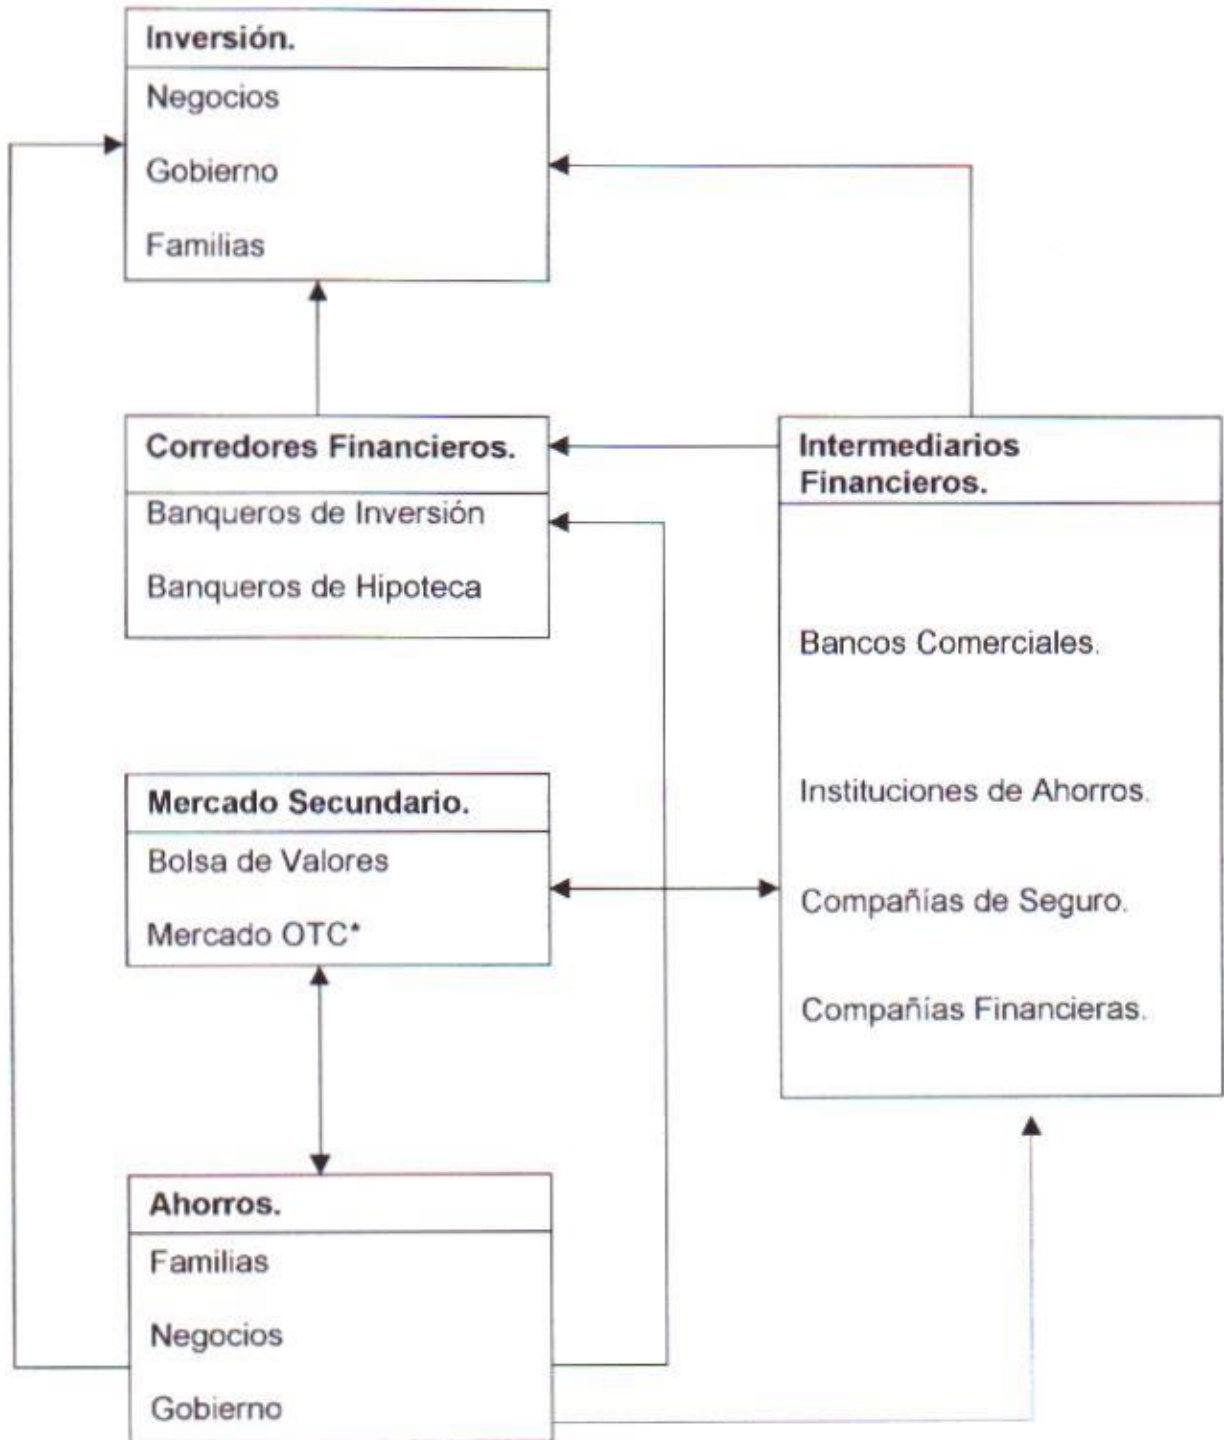 Inversión.
Negocios
Gobierno
Familias
Corredores Financieros.
Banqueros de Inversión
Banqueros de Hipoteca
Intermediarios
Financieros.
Bancos Comerciales.
Instituciones de Ahorros.
Compañías de Seguro.
Compañías Financieras.
Mercado Secundario.
Bolsa de Valores
Mercado OTC*
Ahorros.
Familias
Negocios
Gobierno